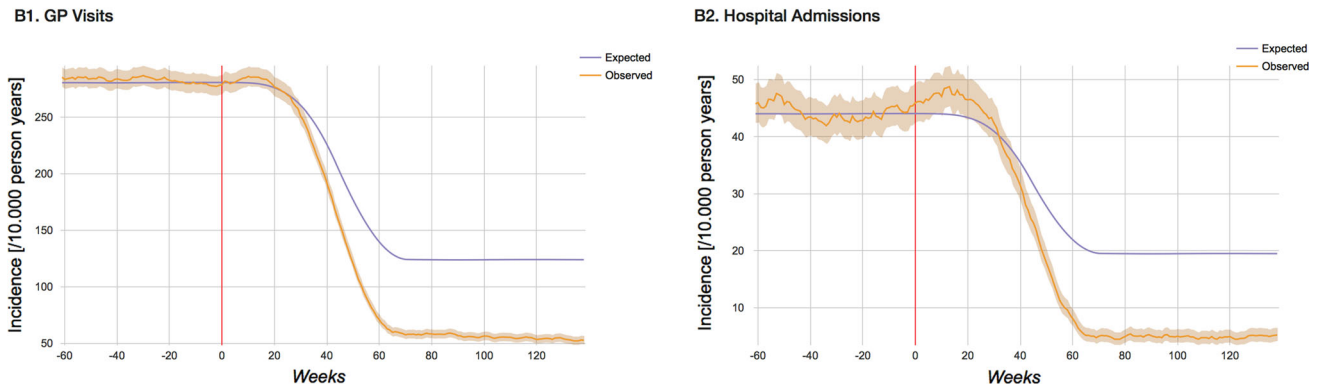 B1. GP Visits
Expected
Observed
Incidence [/10.000 person years]
250
200
150
100
50
-60 -40 -20 0 20 40 60 80 100 120
Weeks
B2. Hospital Admissions
Expected
Observed
Incidence [/10.000 person years]
50
40
30
20
10
-60 -40 -20 0 20 40 60 80 100 120
Weeks